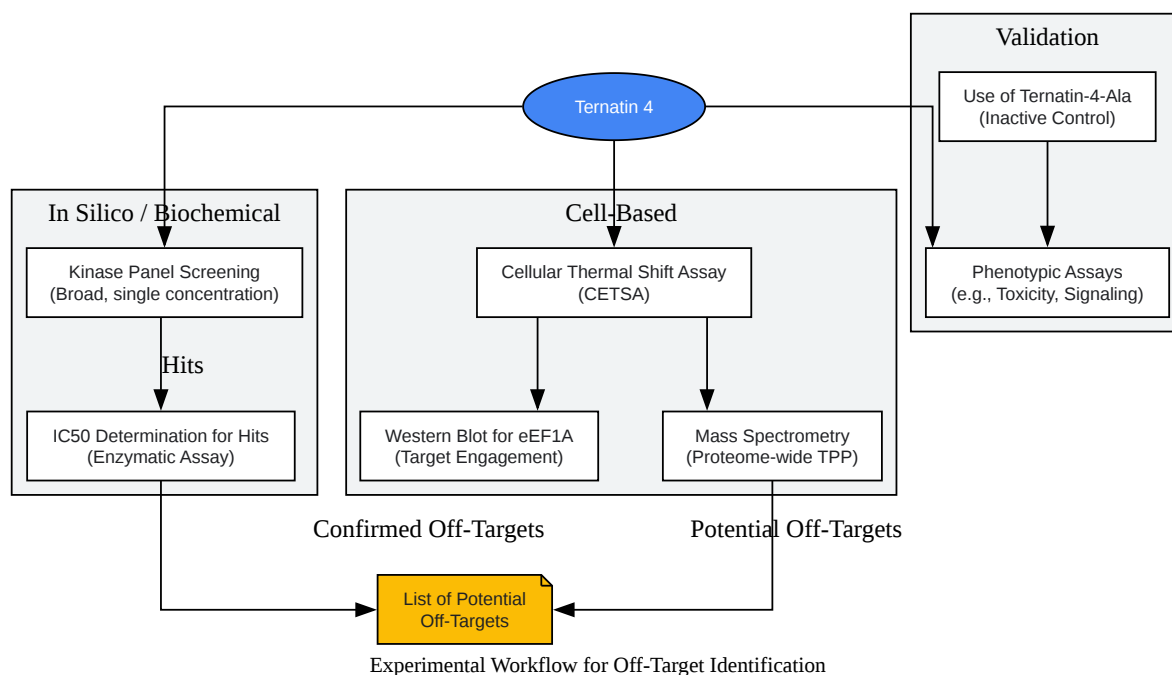 Validation
Ternatin 4
Use of Ternatin-4-Ala
(Inactive Control)
In Silico / Biochemical
Cell-Based
Kinase Panel Screening
(Broad, single concentration)
Cellular Thermal Shift Assay
(CETSA)
Phenotypic Assays
(e.g., Toxicity, Signaling)
Hits
IC50 Determination for Hits
(Enzymatic Assay)
Western Blot for eEF1A
(Target Engagement)
Mass Spectrometry
(Proteome-wide TPP)
Confirmed Off-Targets
Potential Off-Targets
List of Potential
Off-Targets
Experimental Workflow for Off-Target Identification